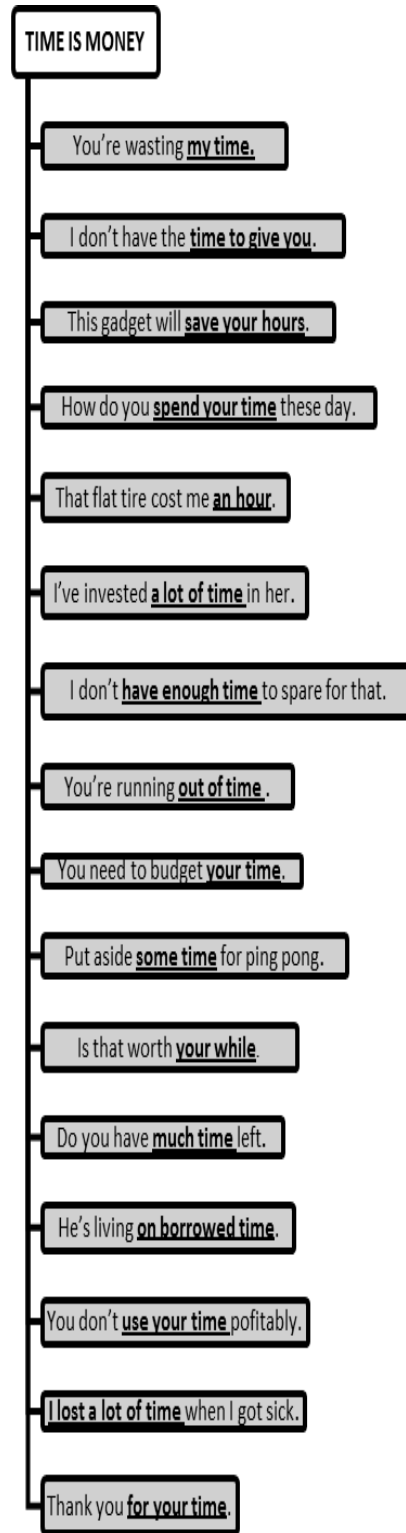 TIME IS MONEY
You're wasting my time.
I don't have the time to give you.
This gadget will save your hours.
How do you spend your time these day.
That flat tire cost me an hour.
I've invested a lot of time in her.
I don't have enough time to spare for that.
You're running out of time .
You need to budget your time.
Put aside some time for ping pong.
Is that worth your while.
Do you have much time left.
He's living on borrowed time.
You don't use your time pofitably.
I lost a lot of time when I got sick.
Thank you for your time.